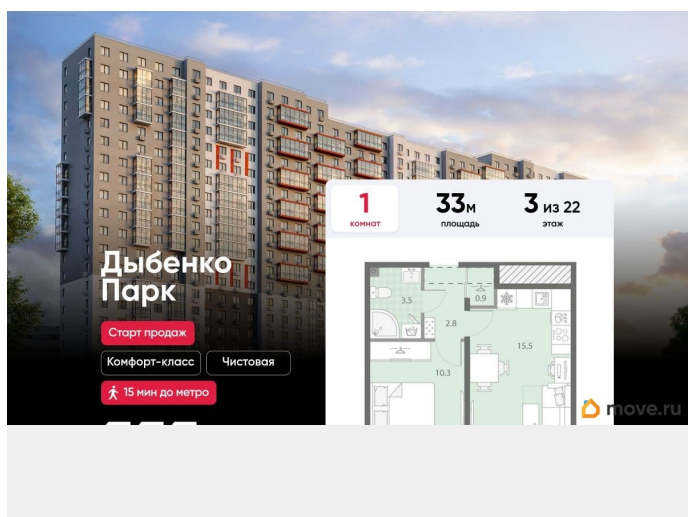 1
комнат
33м
площадь
3 из 22
этаж
Дыбенко
Парк
Старт продаж
Комфорт-класс
Чистовая
15 мин до метро
3.5
0.9
2.8
15.5
10.3
move.ru